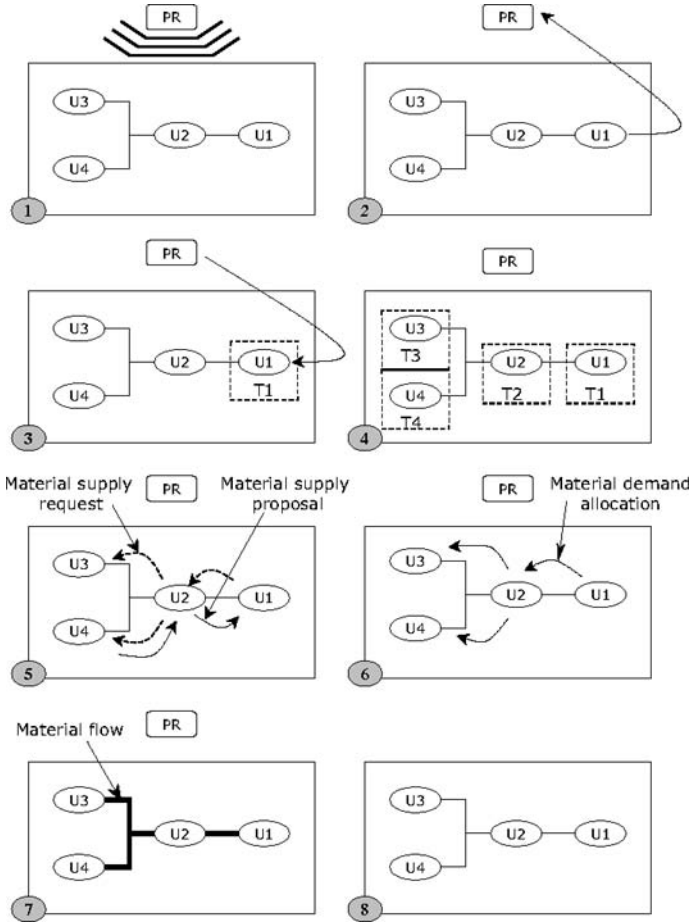 PR
U3
U2
U1
U4
1
PR
U3
U2
U1
U4
2
PR
U3
U2
U1
U4
T1
3
PR
U3
T3
U2
U1
U4
T2
T1
T4
4
Material supply
request
PR
Material supply
proposal
U3
U2
U1
U4
5
PR
Material demand
allocation
U3
U2
U1
U4
6
Material flow
PR
U3
U2
U1
U4
7
U3
U2
U1
U4
8